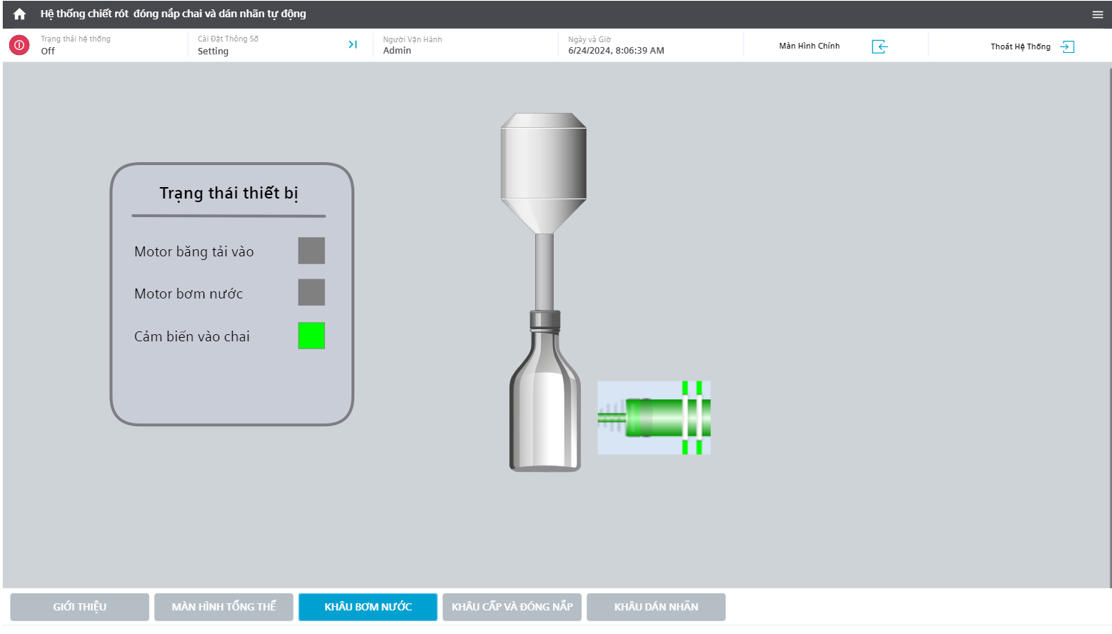 Hệ thống chiết rót  đóng nắp chai và dán nhãn tự động
Trạng thái hệ thống
Off
Cài Đặt Thông Số
Setting
Người Vận Hành
Admin
Ngày và Giờ
6/24/2024, 8:06:39 AM
Màn Hình Chính
Thoát Hệ Thống
Trạng thái thiết bị
Motor băng tải vào
Motor bơm nước
Cảm biến vào chai
GIỚI THIỆU
MÀN HÌNH TỔNG THỂ
KHÂU BƠM NƯỚC
KHÂU CẤP VÀ ĐÓNG NẮP
KHÂU DÁN NHÃN